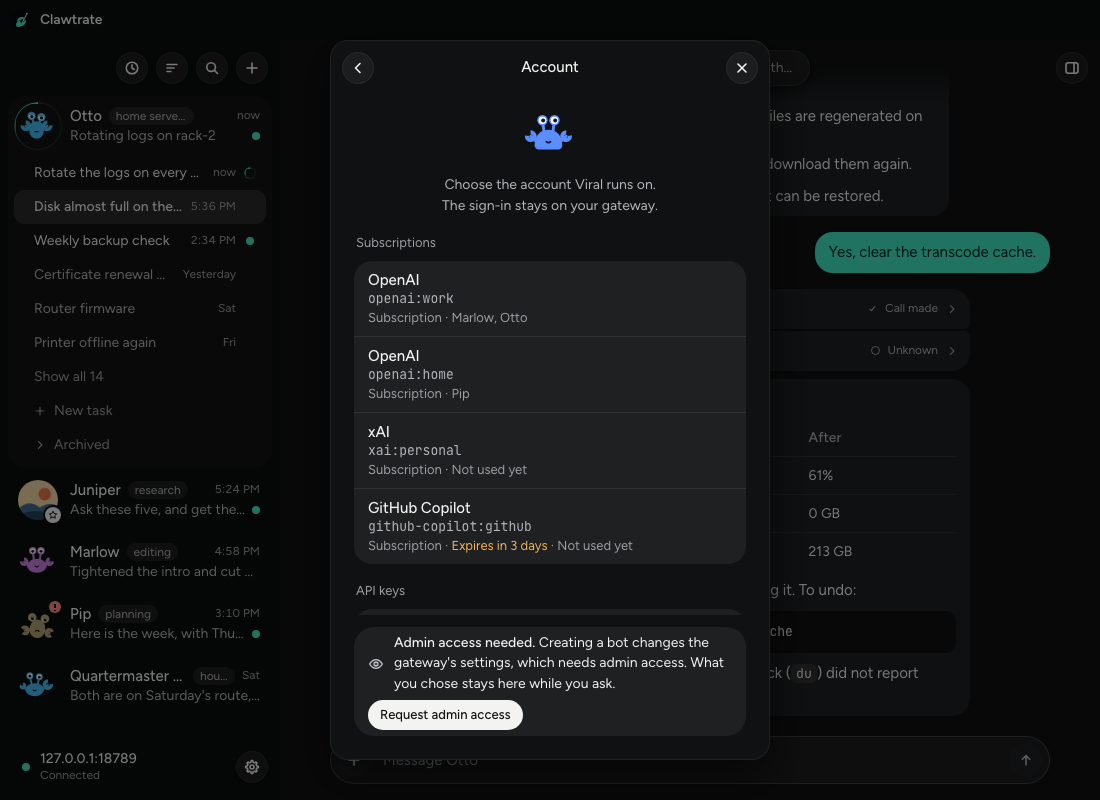 Clawtrate
Otto
home serve…
now
Rotating logs on rack-2
Rotate the logs on every …
now
Disk almost full on the…
5:36 PM
Weekly backup check
2:34 PM
Certificate renewal …
Yesterday
Router firmware
Sat
Printer offline again
Fri
Show all 14
New task
Archived
Juniper
research
5:24 PM
Ask these five, and get the…
Marlow
editing
4:58 PM
Tightened the intro and cut …
Pip
planning
3:10 PM
Here is the week, with Thu…
Quartermaster …
hou…
Sat
Both are on Saturday's route,…
127.0.0.1:18789
Connected
Account
Choose the account Viral runs on.
The sign-in stays on your gateway.
Subscriptions
OpenAI
openai:work
Subscription · Marlow, Otto
OpenAI
openai:home
Subscription · Pip
xAI
xai:personal
Subscription · Not used yet
GitHub Copilot
github-copilot:github
Subscription · Expires in 3 days · Not used yet
API keys
Admin access needed. Creating a bot changes the
gateway's settings, which needs admin access. What
you chose stays here while you ask.
Request admin access
th…
iles are regenerated on
download them again.
can be restored.
Yes, clear the transcode cache.
Call made
Unknown
After
61%
0 GB
213 GB
g it. To undo:
che
ck (du) did not report
Message Otto